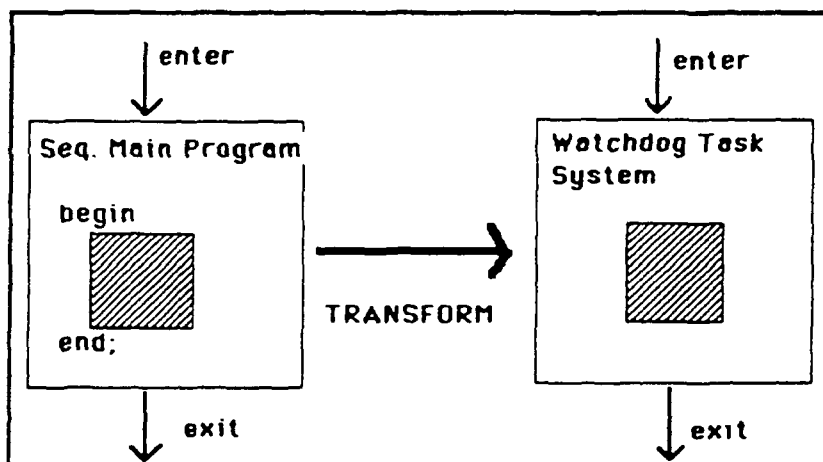 enter
Seq. Main Program
begin
end;
exit
TRANSFORM
enter
Watchdog Task
System
exit